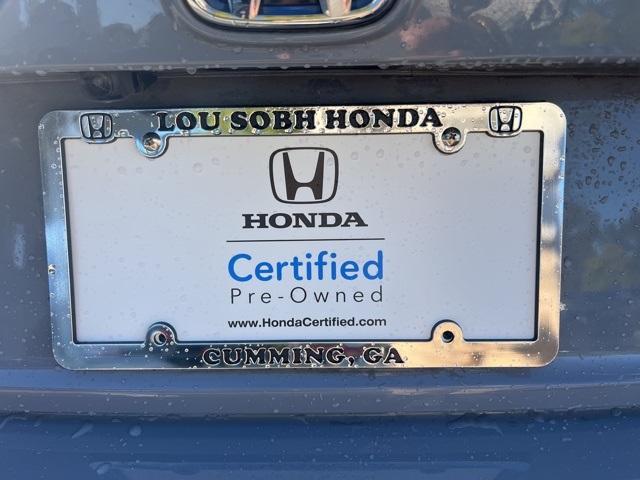 LOU SOBH HONDA
HONDA
Certified
Pre-Owned
www.HondaCertified.com
CUMMING, GA